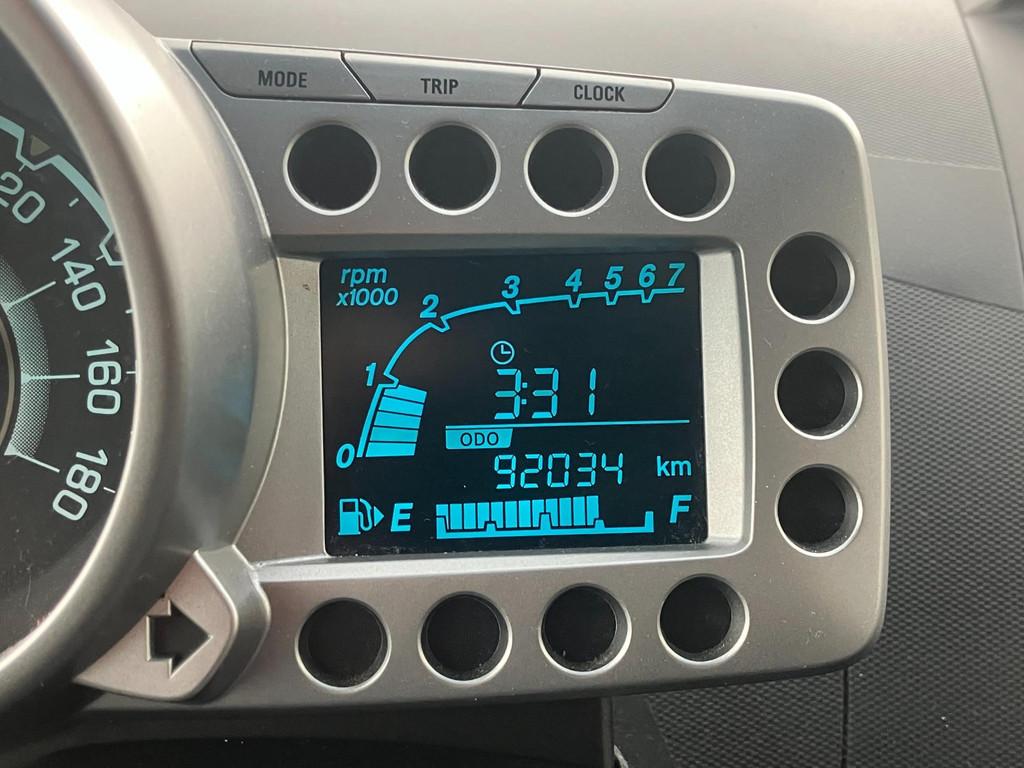 MODE TRIP CLOCK
120
140
160
180
rpm
x1000
0 1 2 3 4 5 6 7
3:31
ODO
92034 km
E F